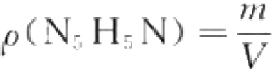 ρ(N₅H₅N) = m/V